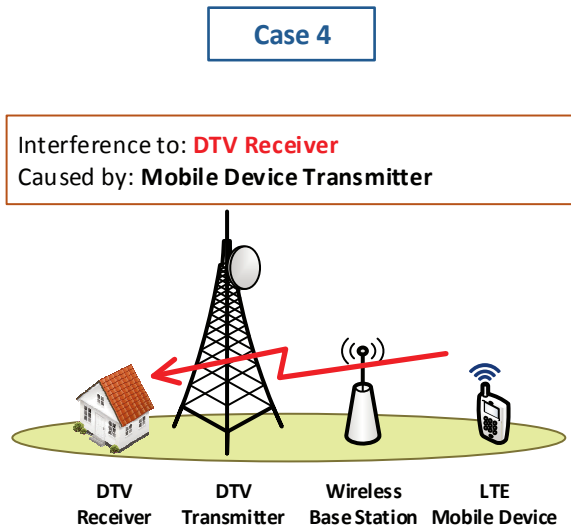 Case 4
Interference to: DTV Receiver
Caused by: Mobile Device Transmitter
DTV Receiver
DTV Transmitter
Wireless Base Station
LTE Mobile Device